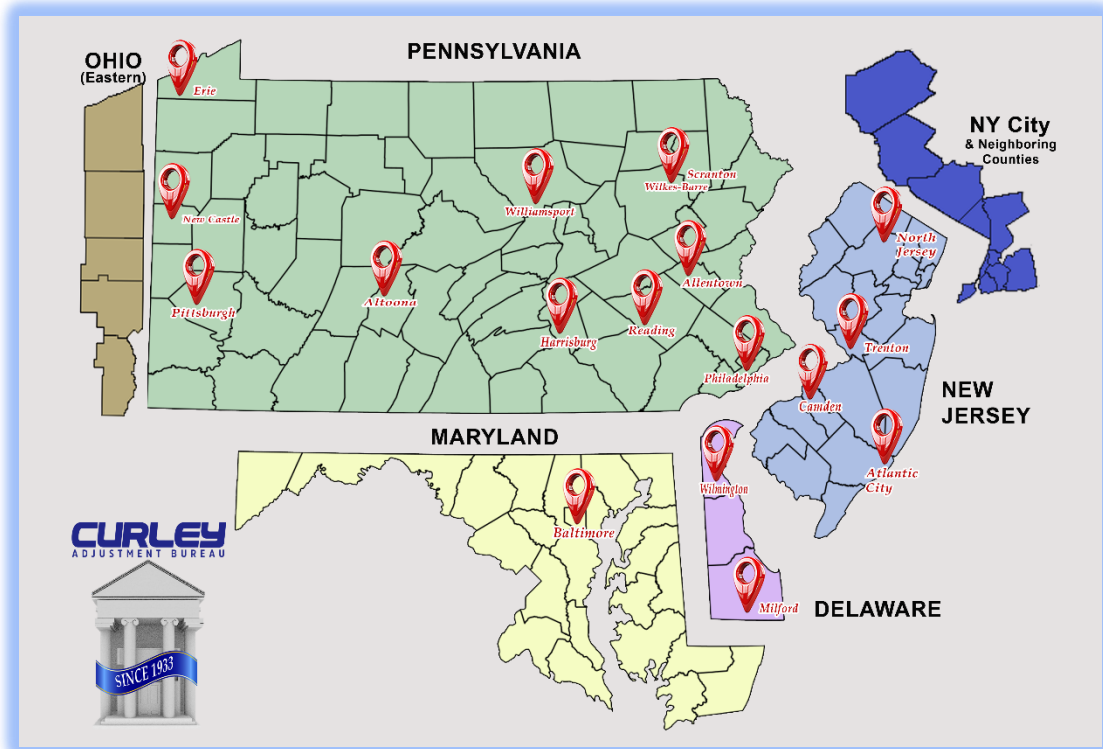 PENNSYLVANIA
OHIO
(Eastern)
Erie
NY City
& Neighboring
Counties
Scranton
Wilkes-Barre
Williamsport
New Castle
North
Jersey
Allentown
Altoona
Pittsburgh
Reading
Harrisburg
Trenton
Philadelphia
Camden
NEW
JERSEY
MARYLAND
Atlantic
City
Wilmington
Baltimore
CURLEY
ADJUSTMENT BUREAU
Milford
DELAWARE
SINCE 1933